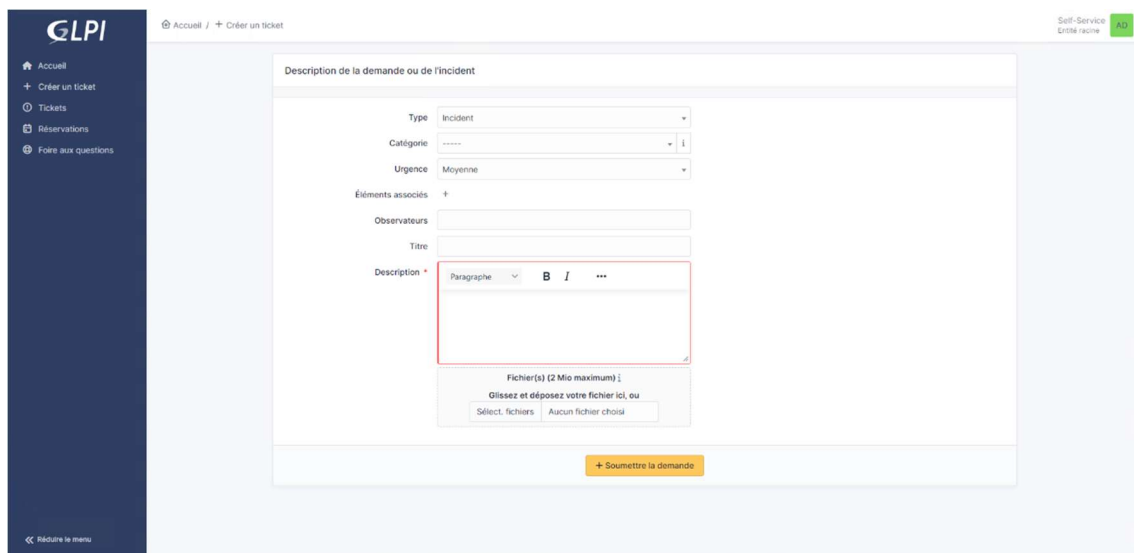 GLPI
Accueil / + Créer un ticket
Self-Service
Entité racine
AD
Accueil
+ Créer un ticket
Tickets
Réservations
Foire aux questions
Description de la demande ou de l'incident
Type Incident
Catégorie ----- i
Urgence Moyenne
Éléments associés +
Observateurs
Titre
Description * Paragraphe B I •••
Fichier(s) (2 Mio maximum) i
Glissez et déposez votre fichier ici, ou
Sélect. fichiers Aucun fichier choisi
+ Soumettre la demande
Réduire le menu